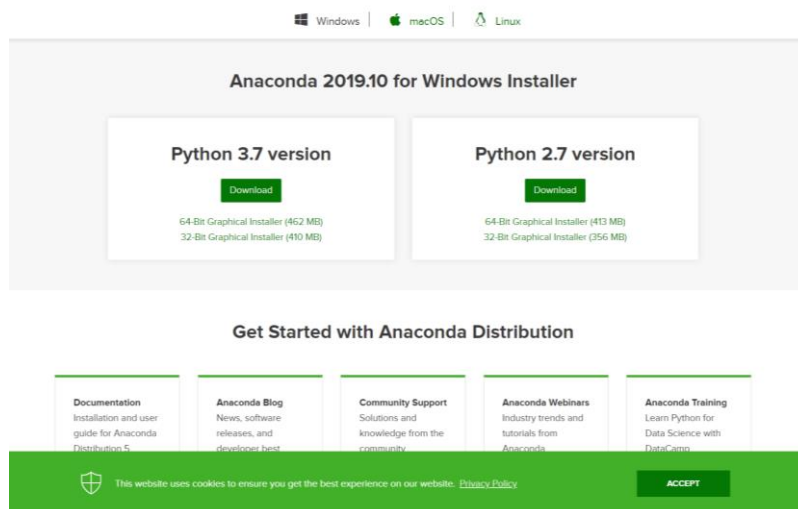 Windows | macOS | Linux
Anaconda 2019.10 for Windows Installer
Python 3.7 version
Download
64-Bit Graphical Installer (462 MB)
32-Bit Graphical Installer (410 MB)
Python 2.7 version
Download
64-Bit Graphical Installer (413 MB)
32-Bit Graphical Installer (356 MB)
Get Started with Anaconda Distribution
Documentation
Installation and user
guide for Anaconda
Distribution 5
Anaconda Blog
News, software
releases, and
developer best
Community Support
Solutions and
knowledge from the
community
Anaconda Webinars
Industry trends and
tutorials from
Anaconda
Anaconda Training
Learn Python for
Data Science with
DataCamp
This website uses cookies to ensure you get the best experience on our website. Privacy Policy
ACCEPT